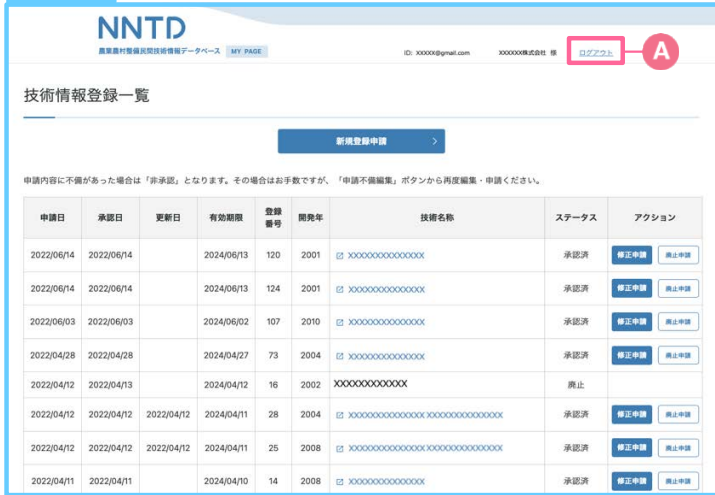 NNTD
農業農村整備民間技術情報データベース MY PAGE
ID: XXXXX@gmail.com XXXXXX株式会社 様 ログアウト A
技術情報登録一覧
新規登録申請
申請内容に不備があった場合は「非承認」となります。その場合はお手数ですが、「申請不備編集」ボタンから再度編集・申請ください。
申請日 承認日 更新日 有効期限 登録番号 開発年 技術名称 ステータス アクション
2022/06/14 2022/06/14 2024/06/13 120 2001 XXXXXXXXXXXXXX 承認済 修正申請 廃止申請
2022/06/14 2022/06/14 2024/06/13 124 2001 XXXXXXXXXXXXXX 承認済 修正申請 廃止申請
2022/06/03 2022/06/03 2024/06/02 107 2010 XXXXXXXXXXXXXX 承認済 修正申請 廃止申請
2022/04/28 2022/04/28 2024/04/27 73 2004 XXXXXXXXXXXXXX 承認済 修正申請 廃止申請
2022/04/12 2022/04/13 2024/04/12 16 2002 XXXXXXXXXXXX 廃止
2022/04/12 2022/04/12 2022/04/12 2024/04/11 28 2004 XXXXXXXXXXXXXX XXXXXXXXXXXXXX 承認済 修正申請 廃止申請
2022/04/12 2022/04/12 2022/04/12 2024/04/11 25 2008 XXXXXXXXXXXXXX XXXXXXXXXXXXXX 承認済 修正申請 廃止申請
2022/04/11 2022/04/11 2024/04/10 14 2008 XXXXXXXXXXXXXX 承認済 修正申請 廃止申請